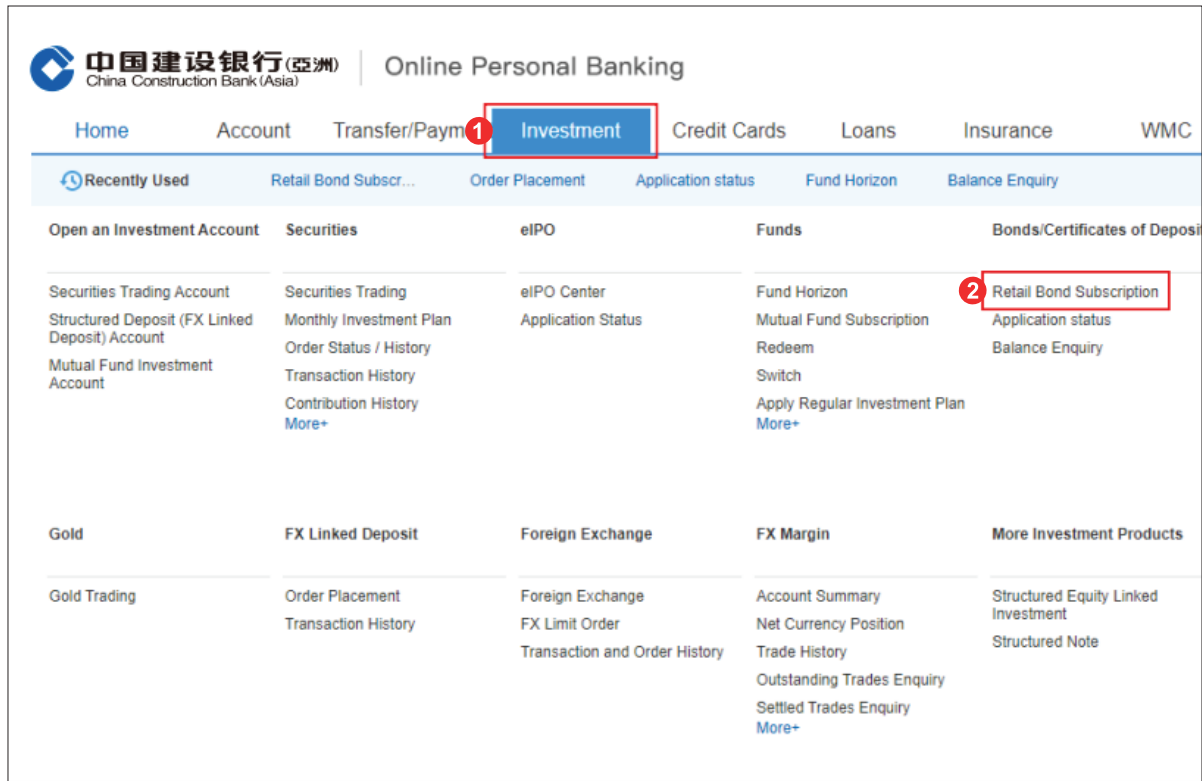 中国建设银行(亞洲)
China Construction Bank (Asia)
Online Personal Banking
Home Account Transfer/Paym 1 Investment Credit Cards Loans Insurance WMC
Recently Used Retail Bond Subscr... Order Placement Application status Fund Horizon Balance Enquiry
Open an Investment Account
Securities Trading Account
Structured Deposit (FX Linked
Deposit) Account
Mutual Fund Investment
Account
Securities
Securities Trading
Monthly Investment Plan
Order Status / History
Transaction History
Contribution History
More+
eIPO
eIPO Center
Application Status
Funds
Fund Horizon
Mutual Fund Subscription
Redeem
Switch
Apply Regular Investment Plan
More+
Bonds/Certificates of Deposit
2 Retail Bond Subscription
Application status
Balance Enquiry
Gold
Gold Trading
FX Linked Deposit
Order Placement
Transaction History
Foreign Exchange
Foreign Exchange
FX Limit Order
Transaction and Order History
FX Margin
Account Summary
Net Currency Position
Trade History
Outstanding Trades Enquiry
Settled Trades Enquiry
More+
More Investment Products
Structured Equity Linked
Investment
Structured Note